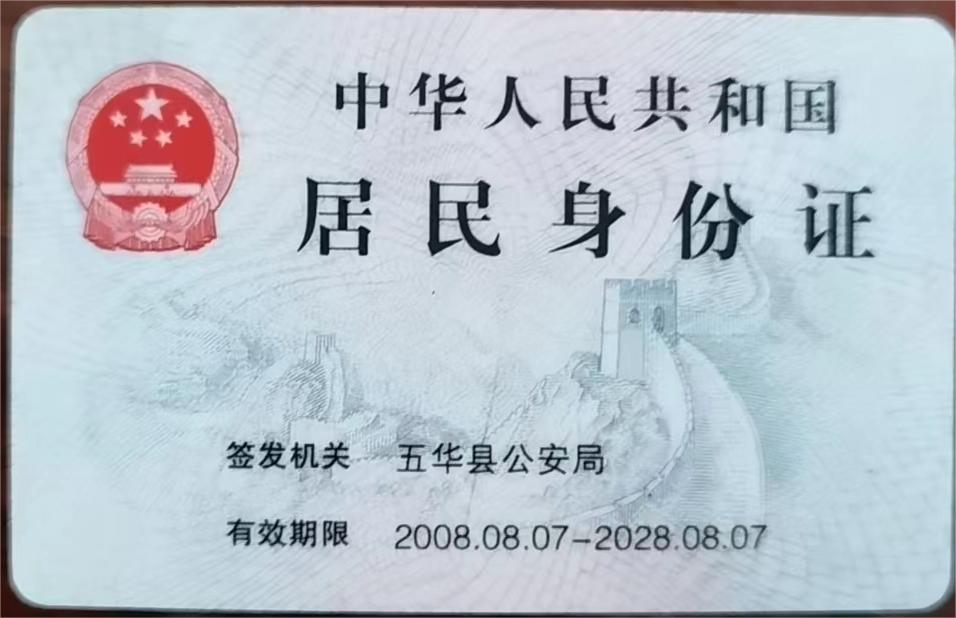 中华人民共和国
居民身份证
签发机关 五华县公安局
有效期限 2008.08.07-2028.08.07